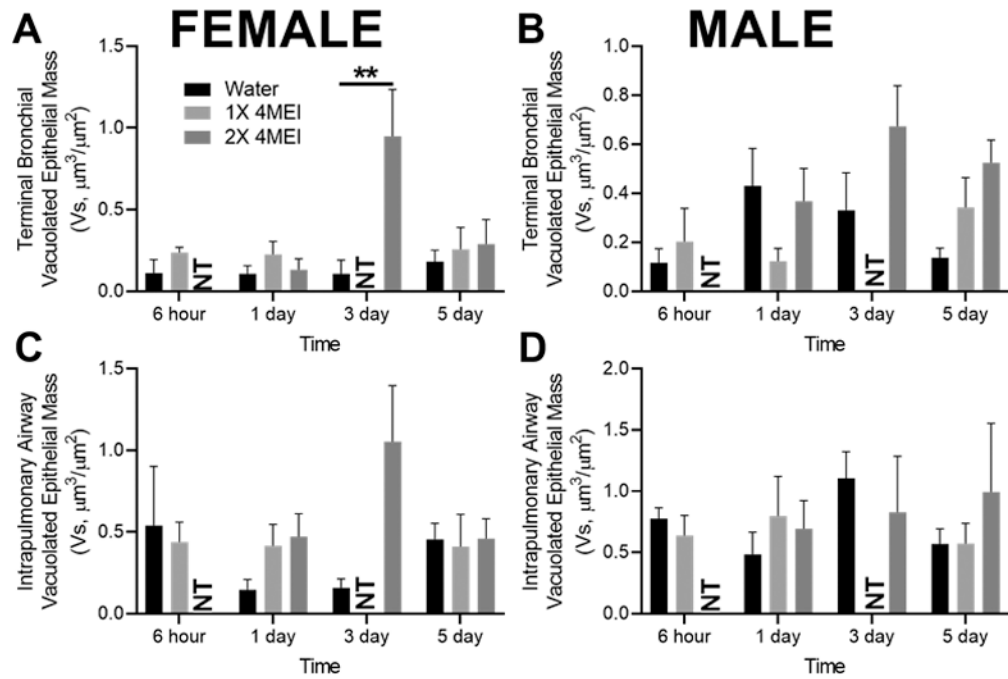 FEMALE
MALE
A
Terminal Bronchial
Vacuolated Epithelial Mass
(Vs, μm³/μm²)
1.5
1.0
0.5
0.0
Water
1X 4MEI
2X 4MEI
**
NT
NT
6 hour
1 day
3 day
5 day
Time
B
Terminal Bronchial
Vacuolated Epithelial Mass
(Vs, μm³/μm²)
1.0
0.8
0.6
0.4
0.2
0.0
NT
NT
6 hour
1 day
3 day
5 day
Time
C
Intrapulmonary Airway
Vacuolated Epithelial Mass
(Vs, μm³/μm²)
1.5
1.0
0.5
0.0
NT
NT
6 hour
1 day
3 day
5 day
Time
D
Intrapulmonary Airway
Vacuolated Epithelial Mass
(Vs, μm³/μm²)
2.0
1.5
1.0
0.5
0.0
NT
NT
6 hour
1 day
3 day
5 day
Time